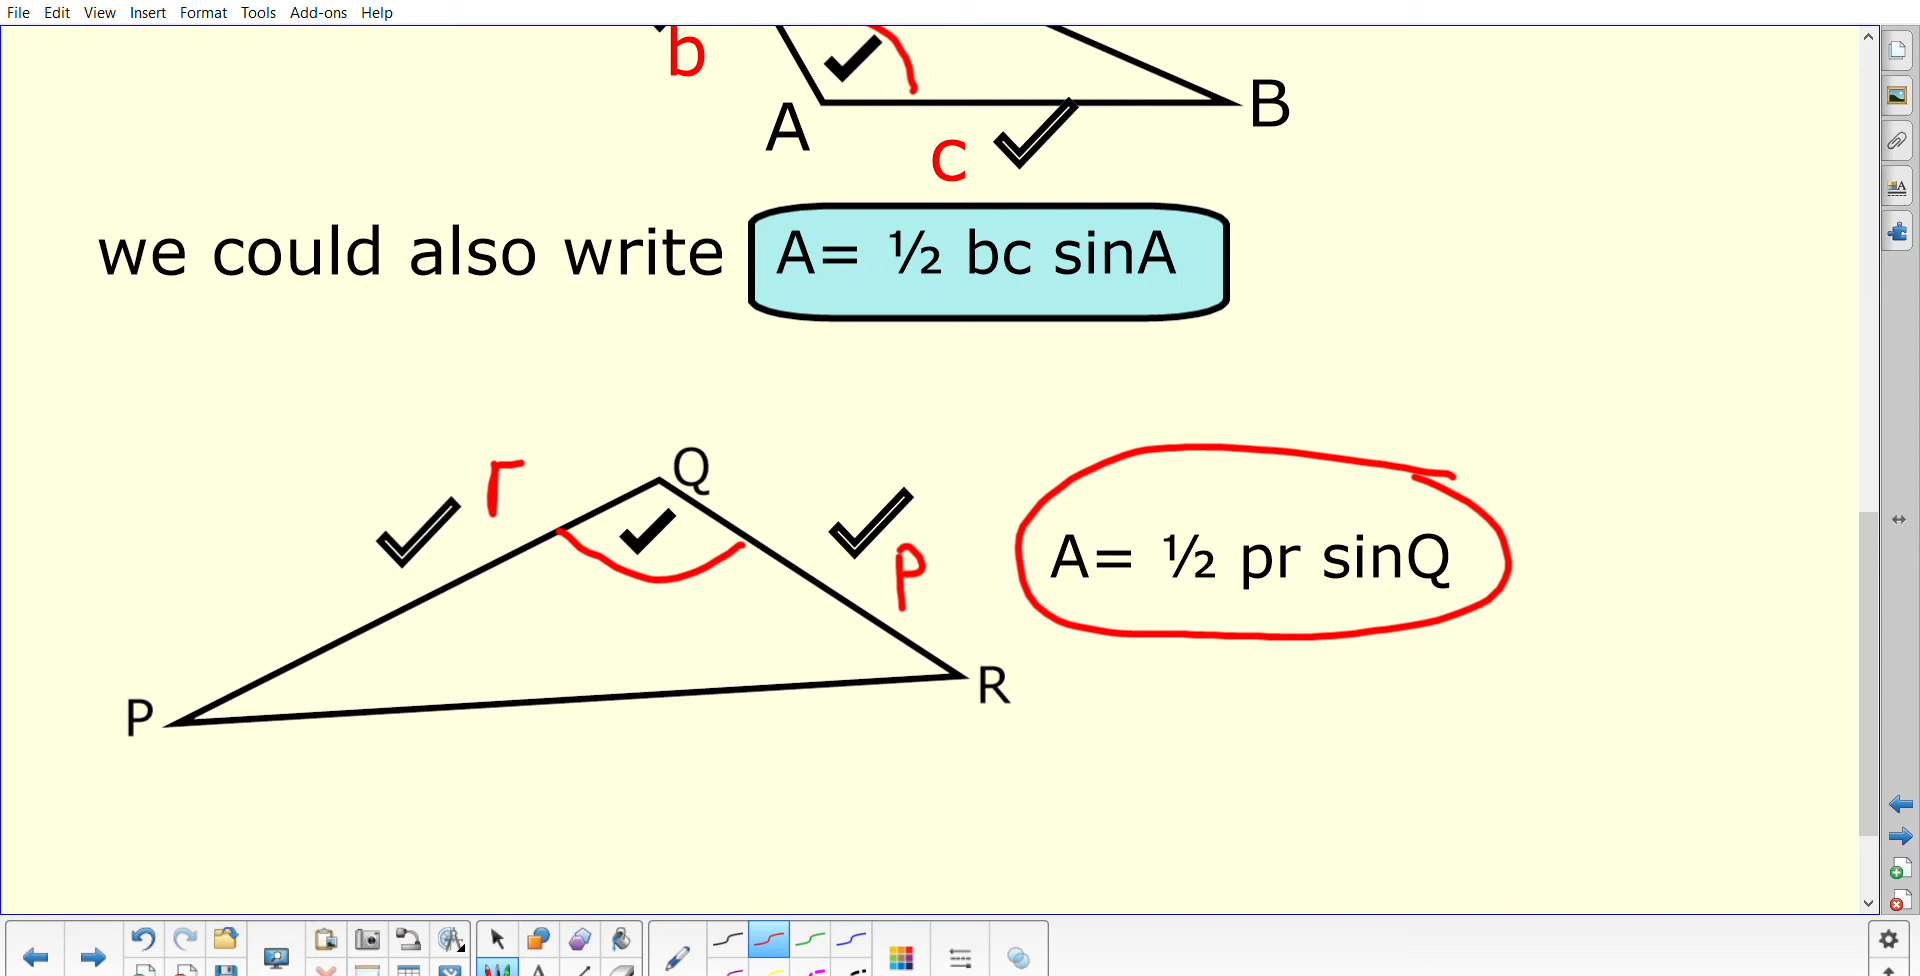 File Edit View Insert Format Tools Add-ons Help
b
A
B
c
we could also write A= ½ bc sinA
r
Q
p
A= ½ pr sinQ
P
R